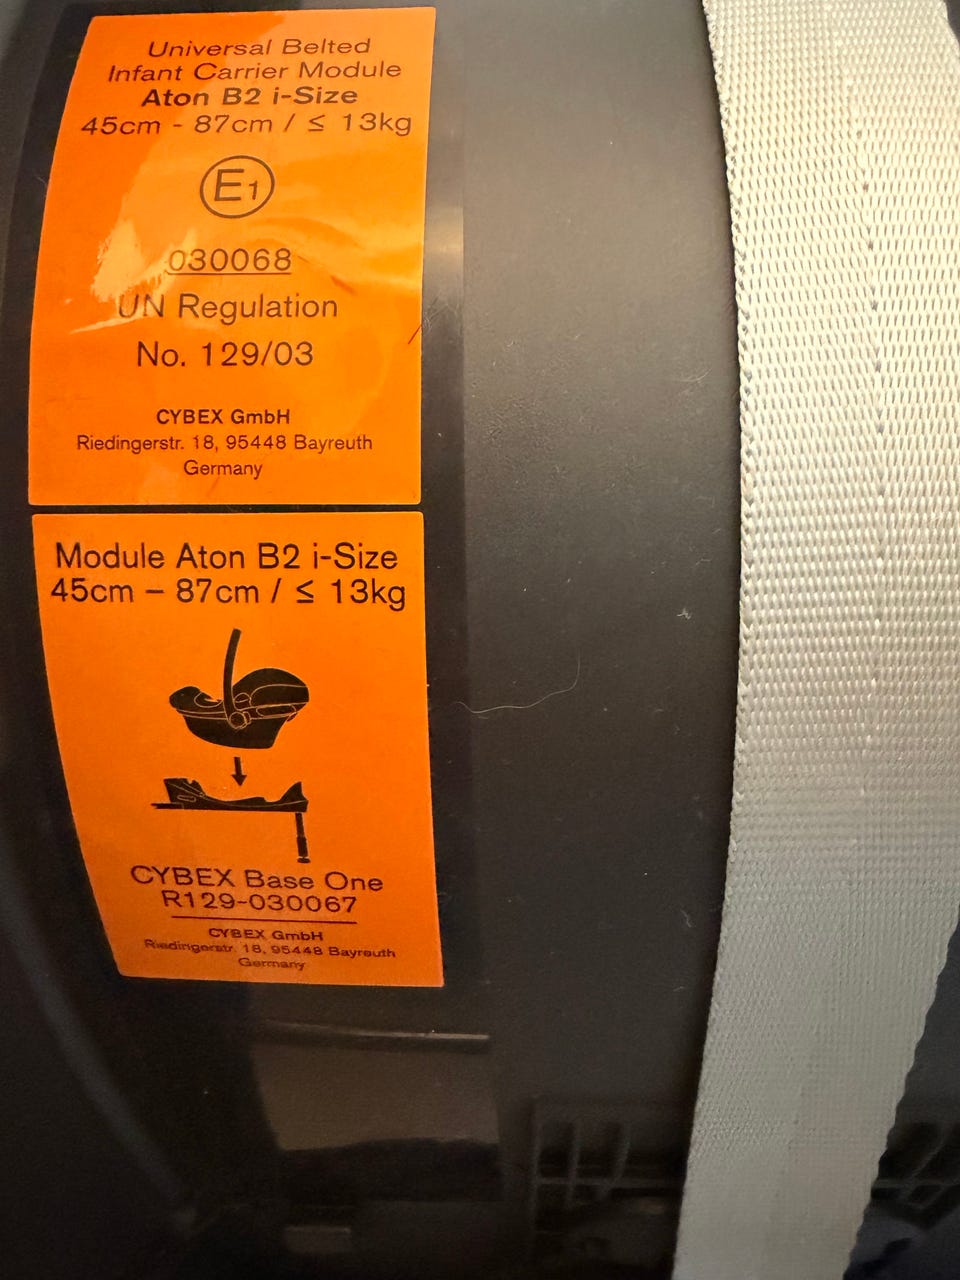 Universal Belted
Infant Carrier Module
Aton B2 i-Size
45cm - 87cm / ≤ 13kg
E1
030068
UN Regulation
No. 129/03
CYBEX GmbH
Riedingerstr. 18, 95448 Bayreuth
Germany
Module Aton B2 i-Size
45cm – 87cm / ≤ 13kg
CYBEX Base One
R129-030067
CYBEX GmbH
Riedingerstr. 18, 95448 Bayreuth
Germany